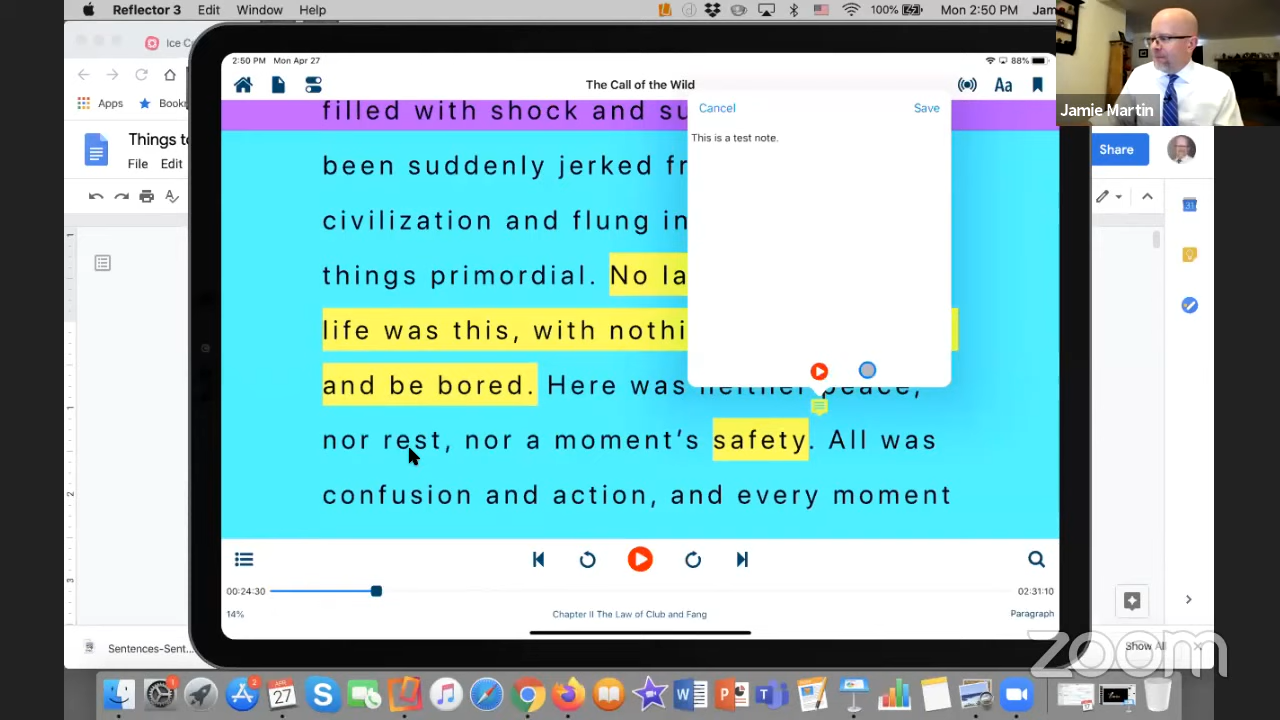 Reflector 3 Edit Window Help 100% Mon 2:50 PM Jam
Ice C
Apps Book
Things to
File Edit
Share
Jamie Martin
2:50 PM Mon Apr 27 88%
The Call of the Wild
Aa
filled with shock and su
been suddenly jerked fr
civilization and flung in
things primordial. No la
life was this, with nothi
and be bored. Here was neither peace,
nor rest, nor a moment's safety. All was
confusion and action, and every moment
Cancel Save
This is a test note.
00:24:30 02:31:10
14% Chapter II The Law of Club and Fang Paragraph
Sentences-Sent... Show All
zoom